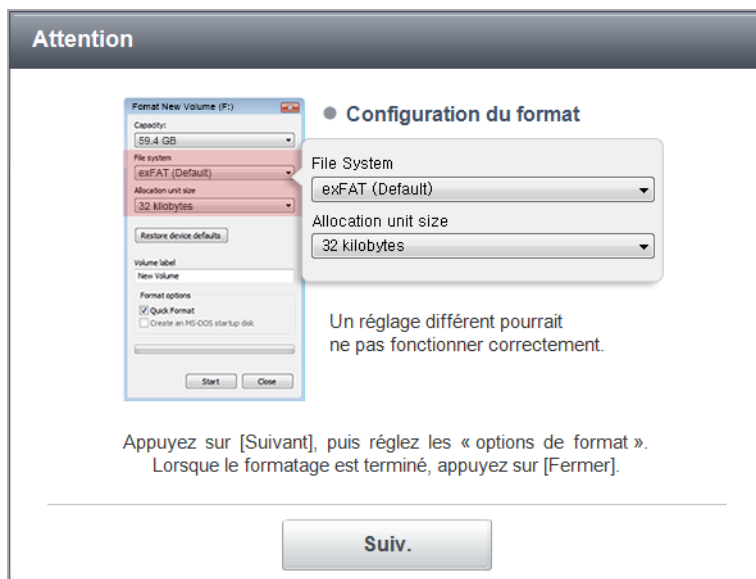 Attention
Fomat New Volume (F:)
Capacity:
59.4 GB
File system
exFAT (Default)
Allocation unit size
32 kilobytes
Restore device defaults
Volume label
New Volume
Format options
Quick Format
Create an MS-DOS startup disk
Start Close
Configuration du format
File System
exFAT (Default)
Allocation unit size
32 kilobytes
Un réglage différent pourrait
ne pas fonctionner correctement.
Appuyez sur [Suivant], puis réglez les « options de format ».
Lorsque le formatage est terminé, appuyez sur [Fermer].
Suiv.